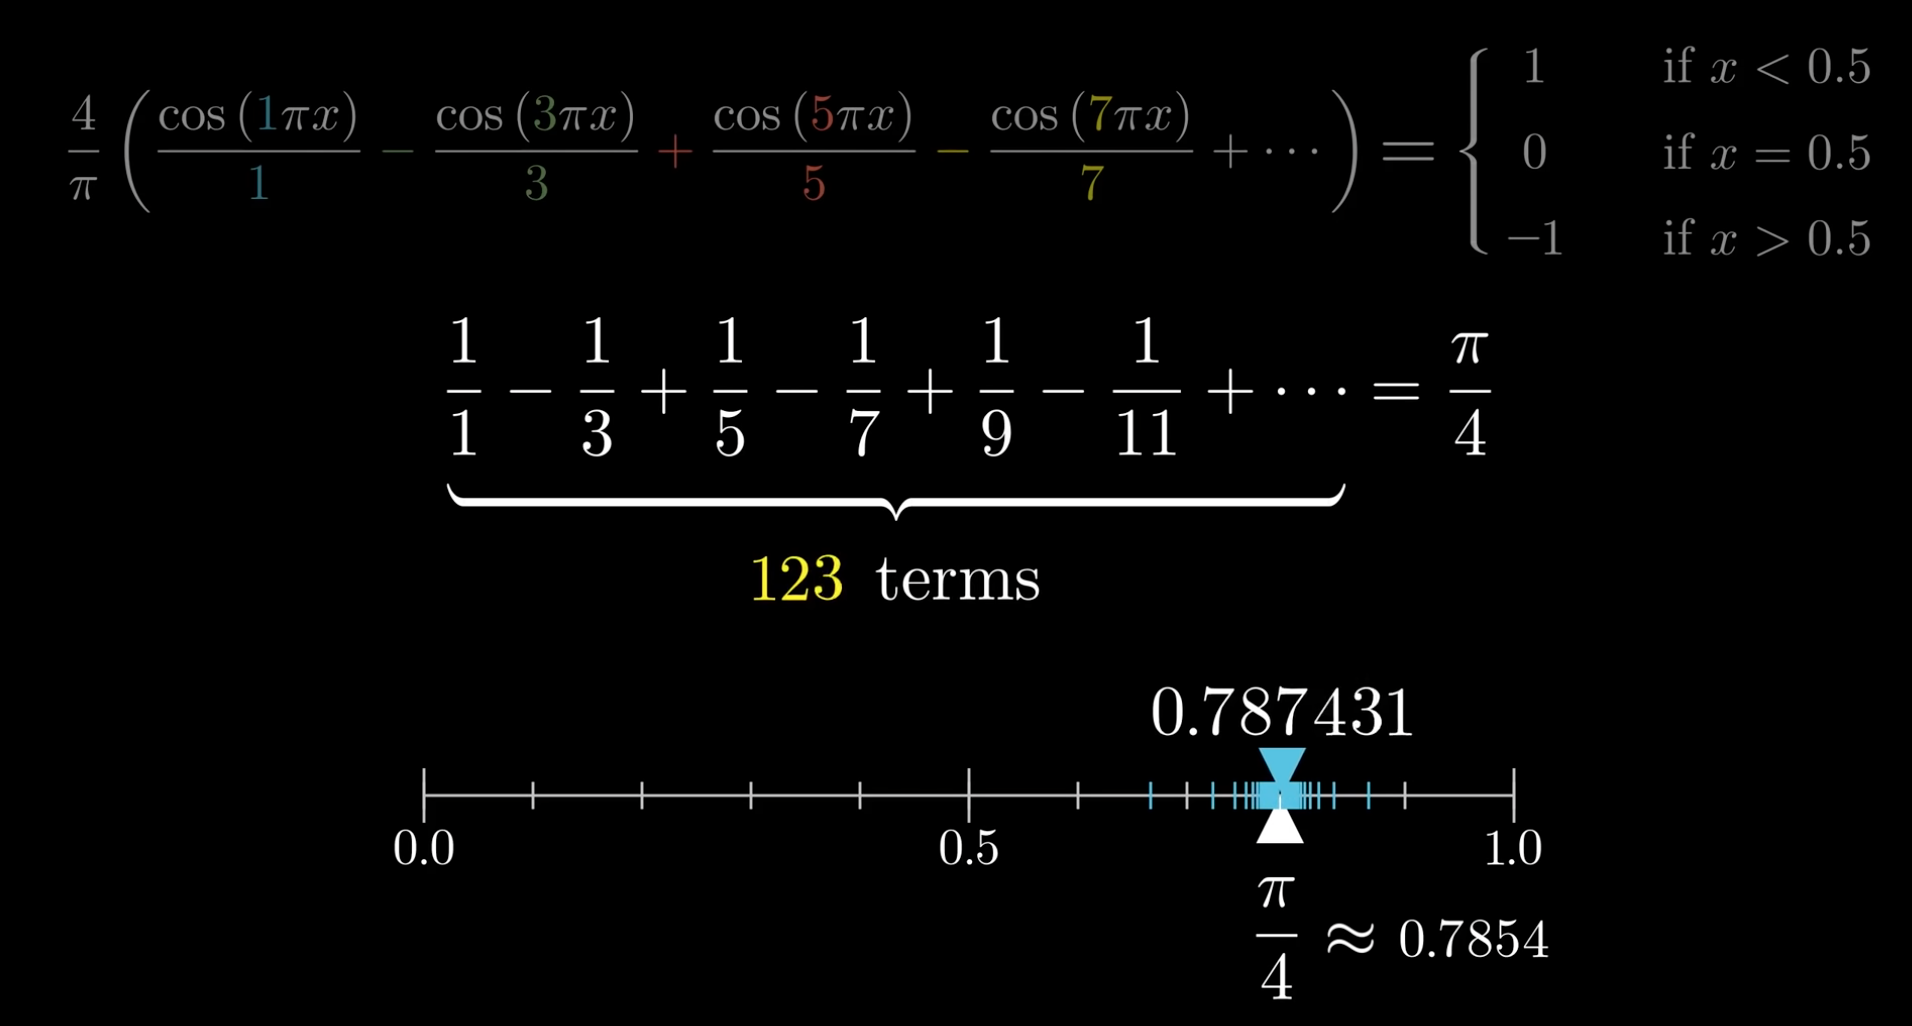 4/π ( cos (1πx)/1 − cos (3πx)/3 + cos (5πx)/5 − cos (7πx)/7 + ··· ) = { 1 if x < 0.5
0 if x = 0.5
−1 if x > 0.5
1/1 − 1/3 + 1/5 − 1/7 + 1/9 − 1/11 + ··· = π/4
123 terms
0.787431
0.0 0.5 1.0
π/4 ≈ 0.7854